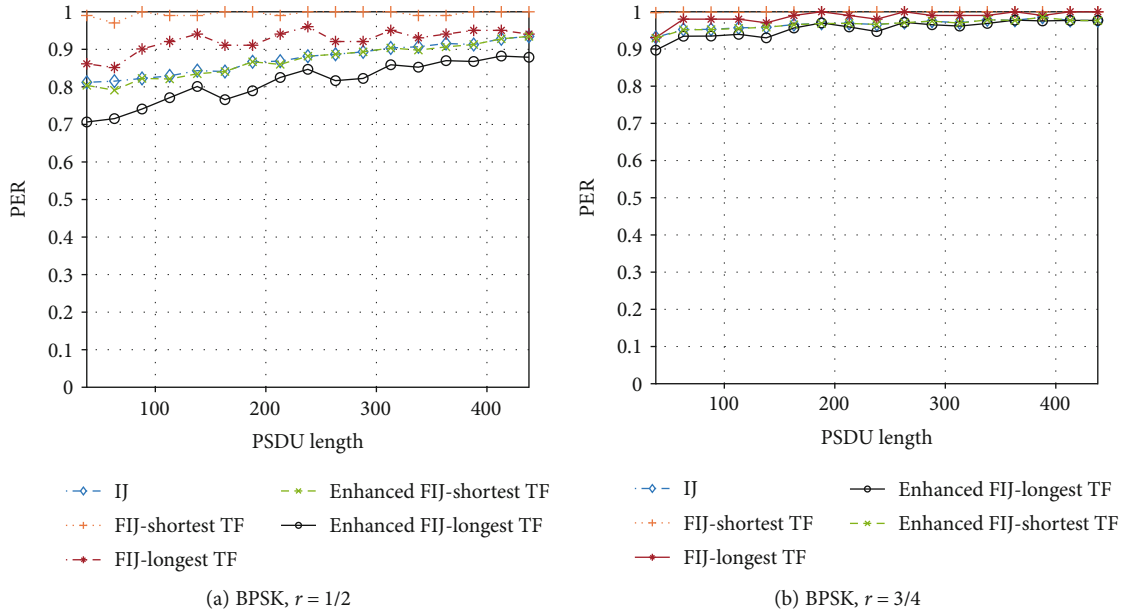 1
0.9
0.8
0.7
0.6
PER
0.5
0.4
0.3
0.2
0.1
0
100
200
300
400
PSDU length
IJ
FIJ-shortest TF
FIJ-longest TF
Enhanced FIJ-shortest TF
Enhanced FIJ-longest TF
(a) BPSK, r = 1/2
1
0.9
0.8
0.7
0.6
PER
0.5
0.4
0.3
0.2
0.1
0
100
200
300
400
PSDU length
IJ
FIJ-shortest TF
FIJ-longest TF
Enhanced FIJ-longest TF
Enhanced FIJ-shortest TF
(b) BPSK, r = 3/4